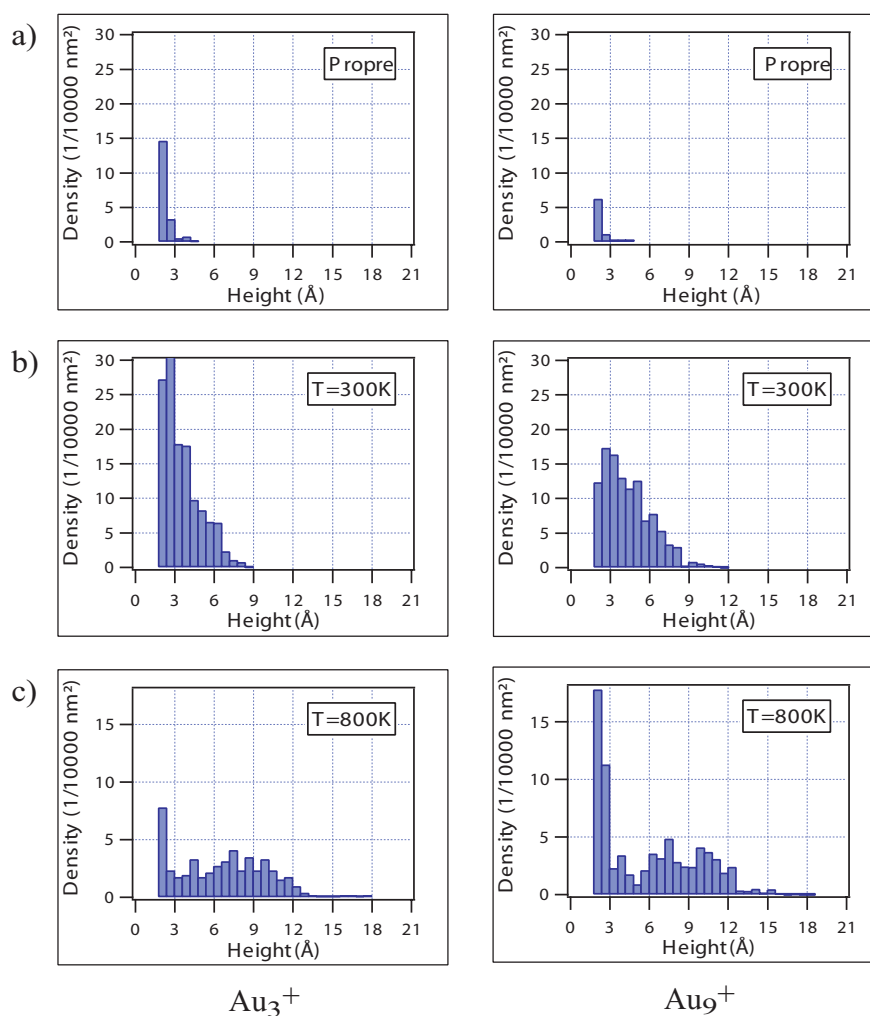 a)
30
25
20
15
10
5
0
Density (1/10000 nm²)
Propre
0 3 6 9 12 15 18 21
Height (Å)
30
25
20
15
10
5
0
Density (1/10000 nm²)
Propre
0 3 6 9 12 15 18 21
Height (Å)
b)
30
25
20
15
10
5
0
Density (1/10000 nm²)
T=300K
0 3 6 9 12 15 18 21
Height (Å)
30
25
20
15
10
5
0
Density (1/10000 nm²)
T=300K
0 3 6 9 12 15 18 21
Height (Å)
c)
15
10
5
0
Density (1/10000 nm²)
T=800K
0 3 6 9 12 15 18 21
Height (Å)
15
10
5
0
Density (1/10000 nm²)
T=800K
0 3 6 9 12 15 18 21
Height (Å)
Au₃⁺
Au₉⁺